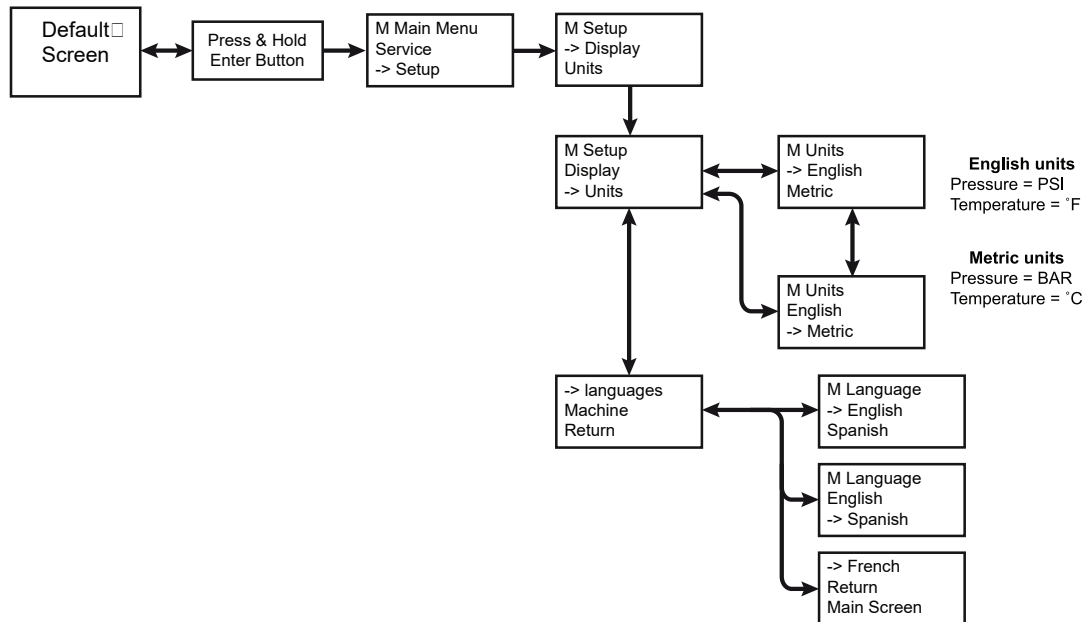 Default□
Screen
Press & Hold
Enter Button
M Main Menu
Service
-> Setup
M Setup
-> Display
Units
M Setup
Display
-> Units
M Units
-> English
Metric
English units
Pressure = PSI
Temperature = ˚F
M Units
English
-> Metric
Metric units
Pressure = BAR
Temperature = ˚C
-> languages
Machine
Return
M Language
-> English
Spanish
M Language
English
-> Spanish
-> French
Return
Main Screen